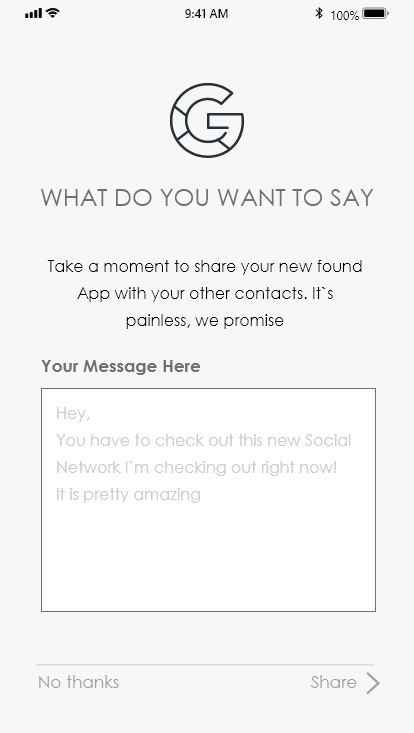 9:41 AM
100%
G
WHAT DO YOU WANT TO SAY
Take a moment to share your new found
App with your other contacts. It`s
painless, we promise
Your Message Here
Hey,
You have to check out this new Social
Network I`m checking out right now!
It is pretty amazing
No thanks
Share